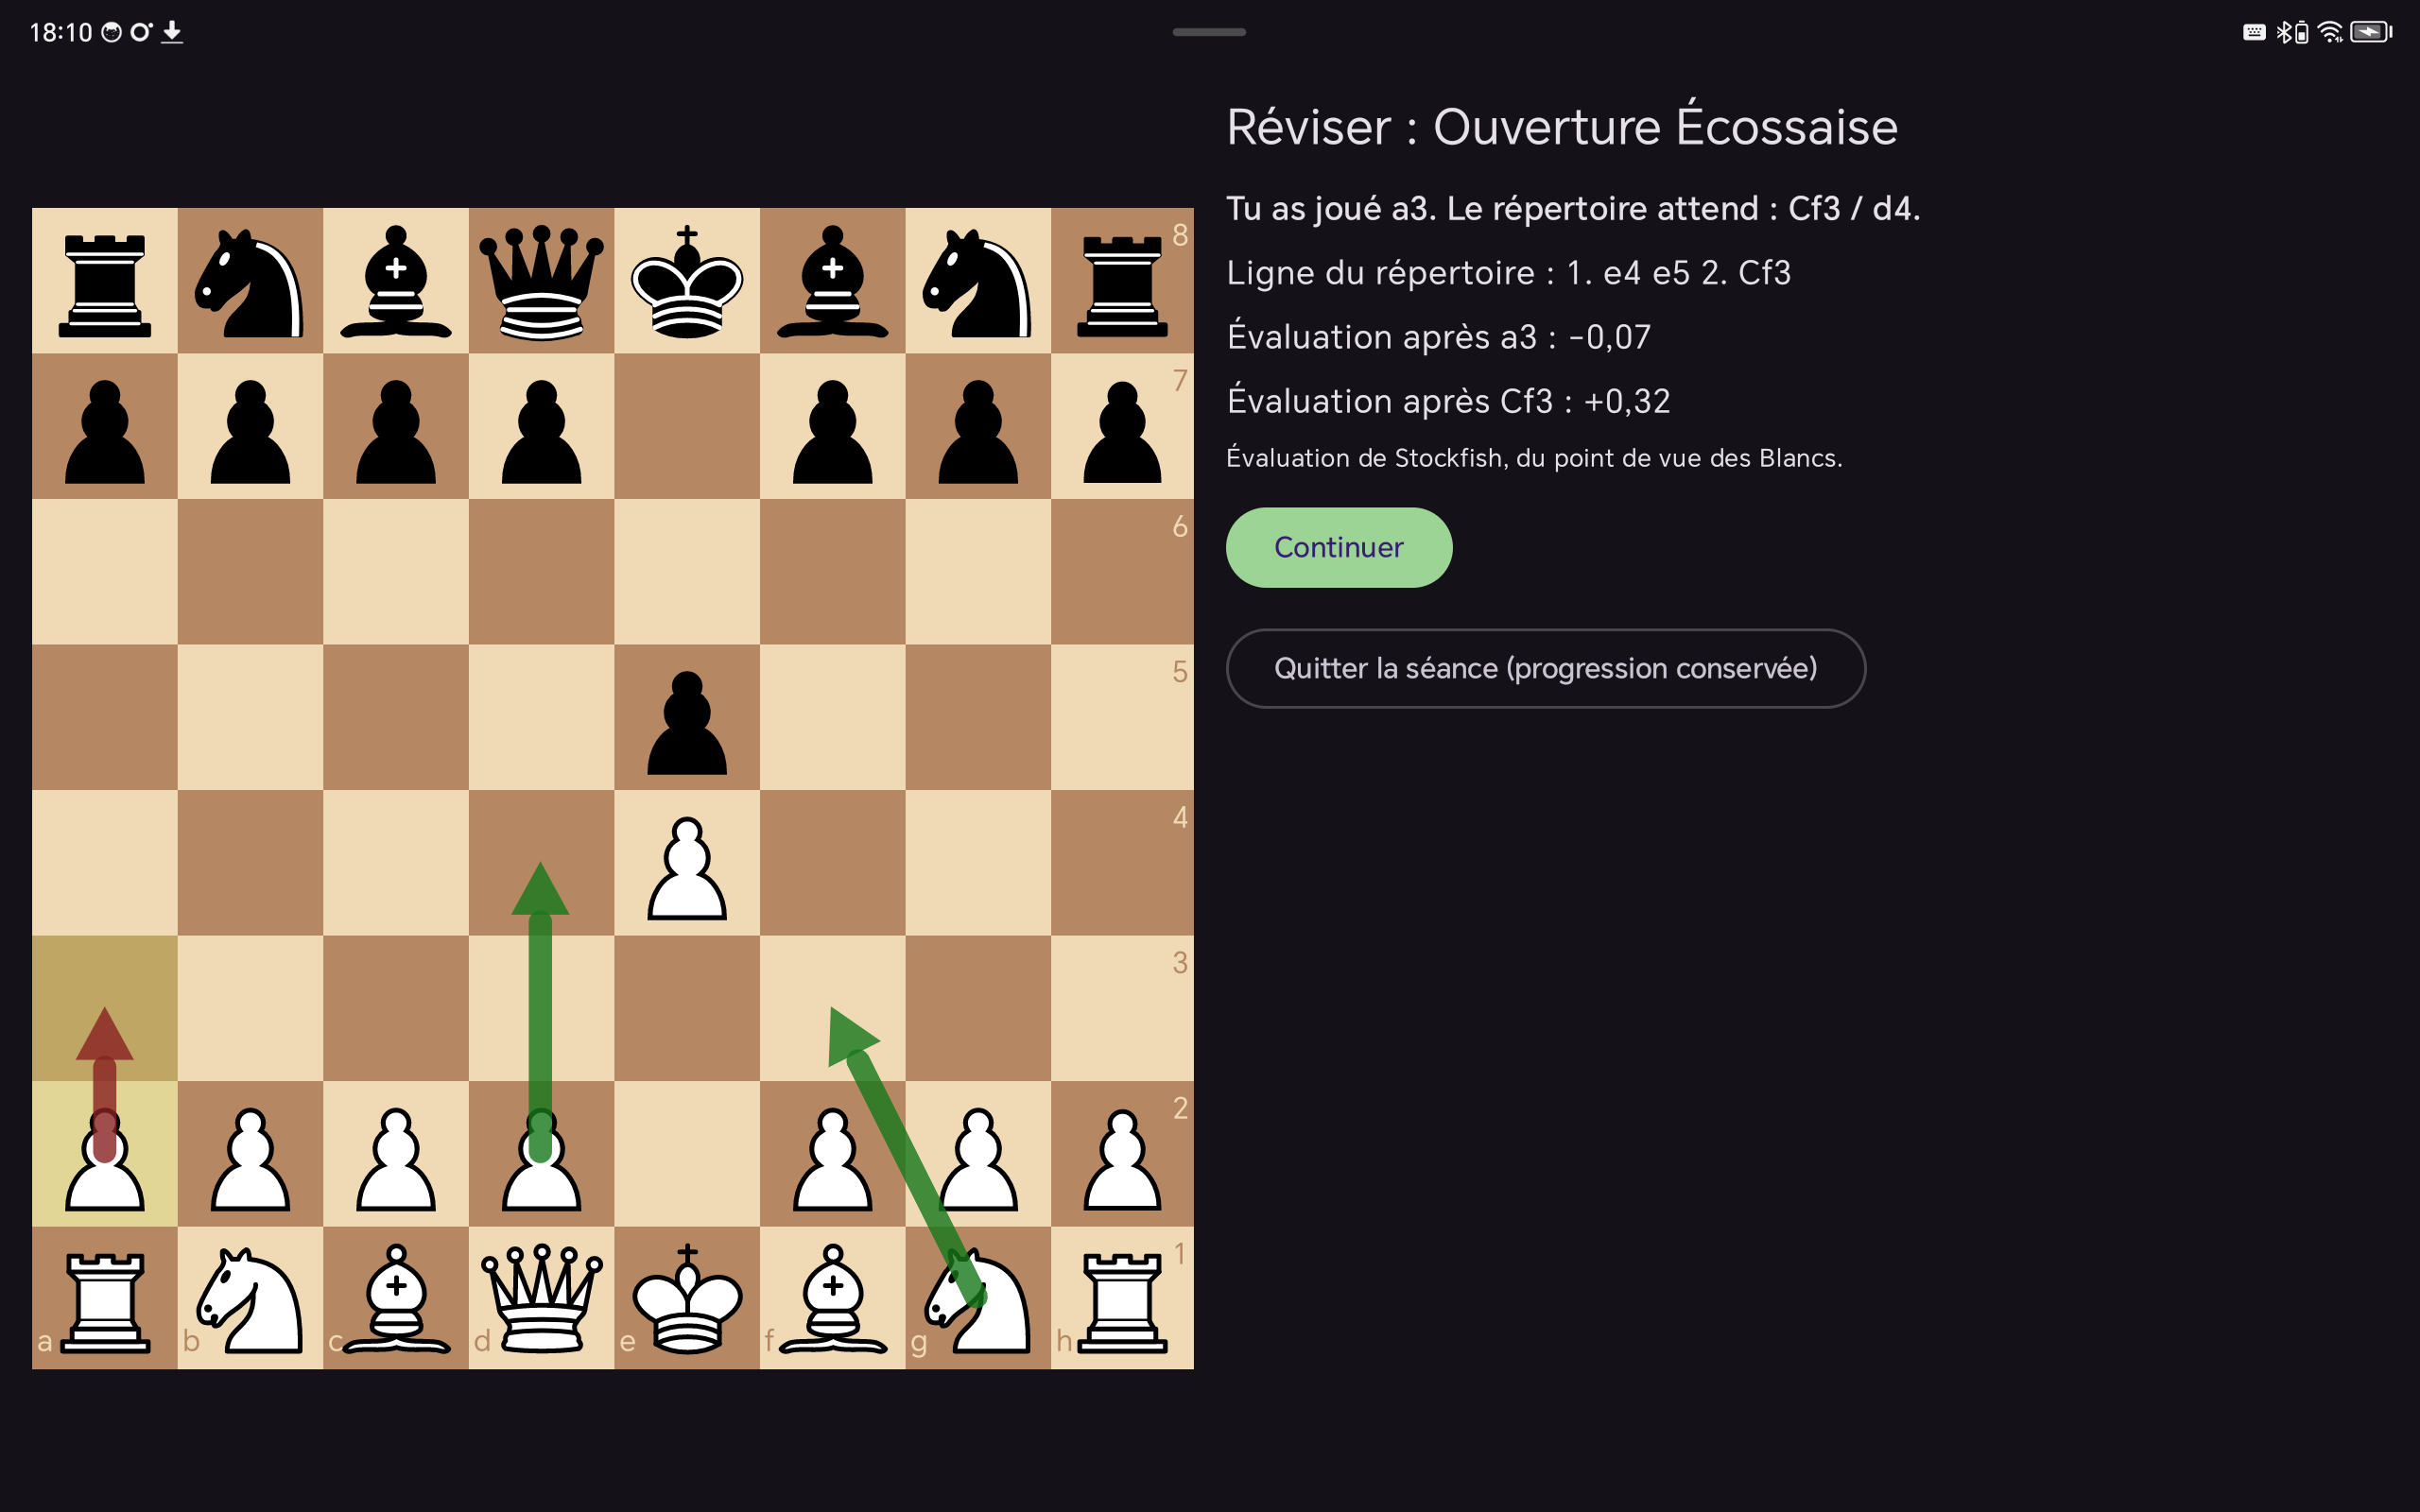 18:10
Réviser : Ouverture Écossaise
Tu as joué a3. Le répertoire attend : Cf3 / d4.
Ligne du répertoire : 1. e4 e5 2. Cf3
Évaluation après a3 : −0,07
Évaluation après Cf3 : +0,32
Évaluation de Stockfish, du point de vue des Blancs.
Continuer
Quitter la séance (progression conservée)
8
7
6
5
4
3
2
1
a b c d e f g h